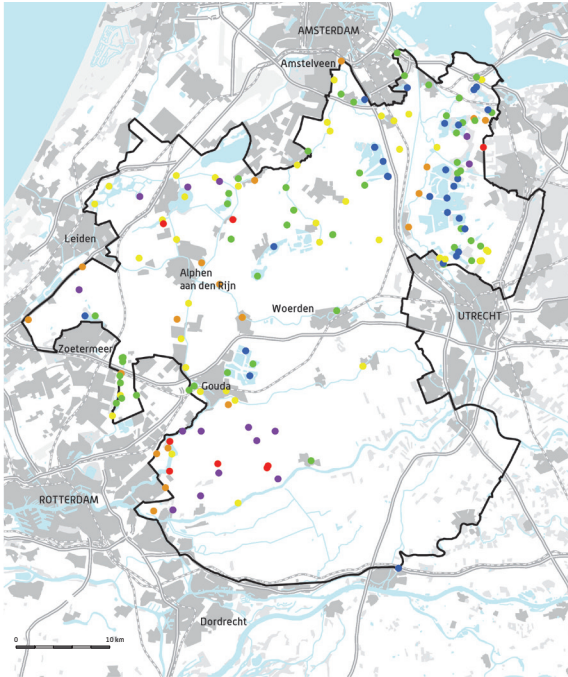 AMSTERDAM
Amstelveen
Leiden
Alphen
aan den Rijn
Woerden
UTRECHT
Zoetermeer
Gouda
ROTTERDAM
Dordrecht
0 10 km